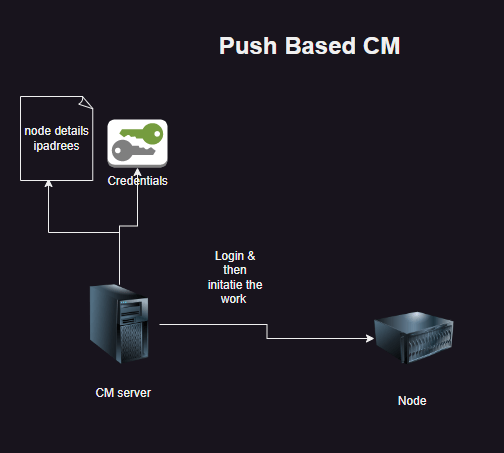 Push Based CM
node details
ipadrees
Credentials
Login &
then
initatie the
work
CM server
Node